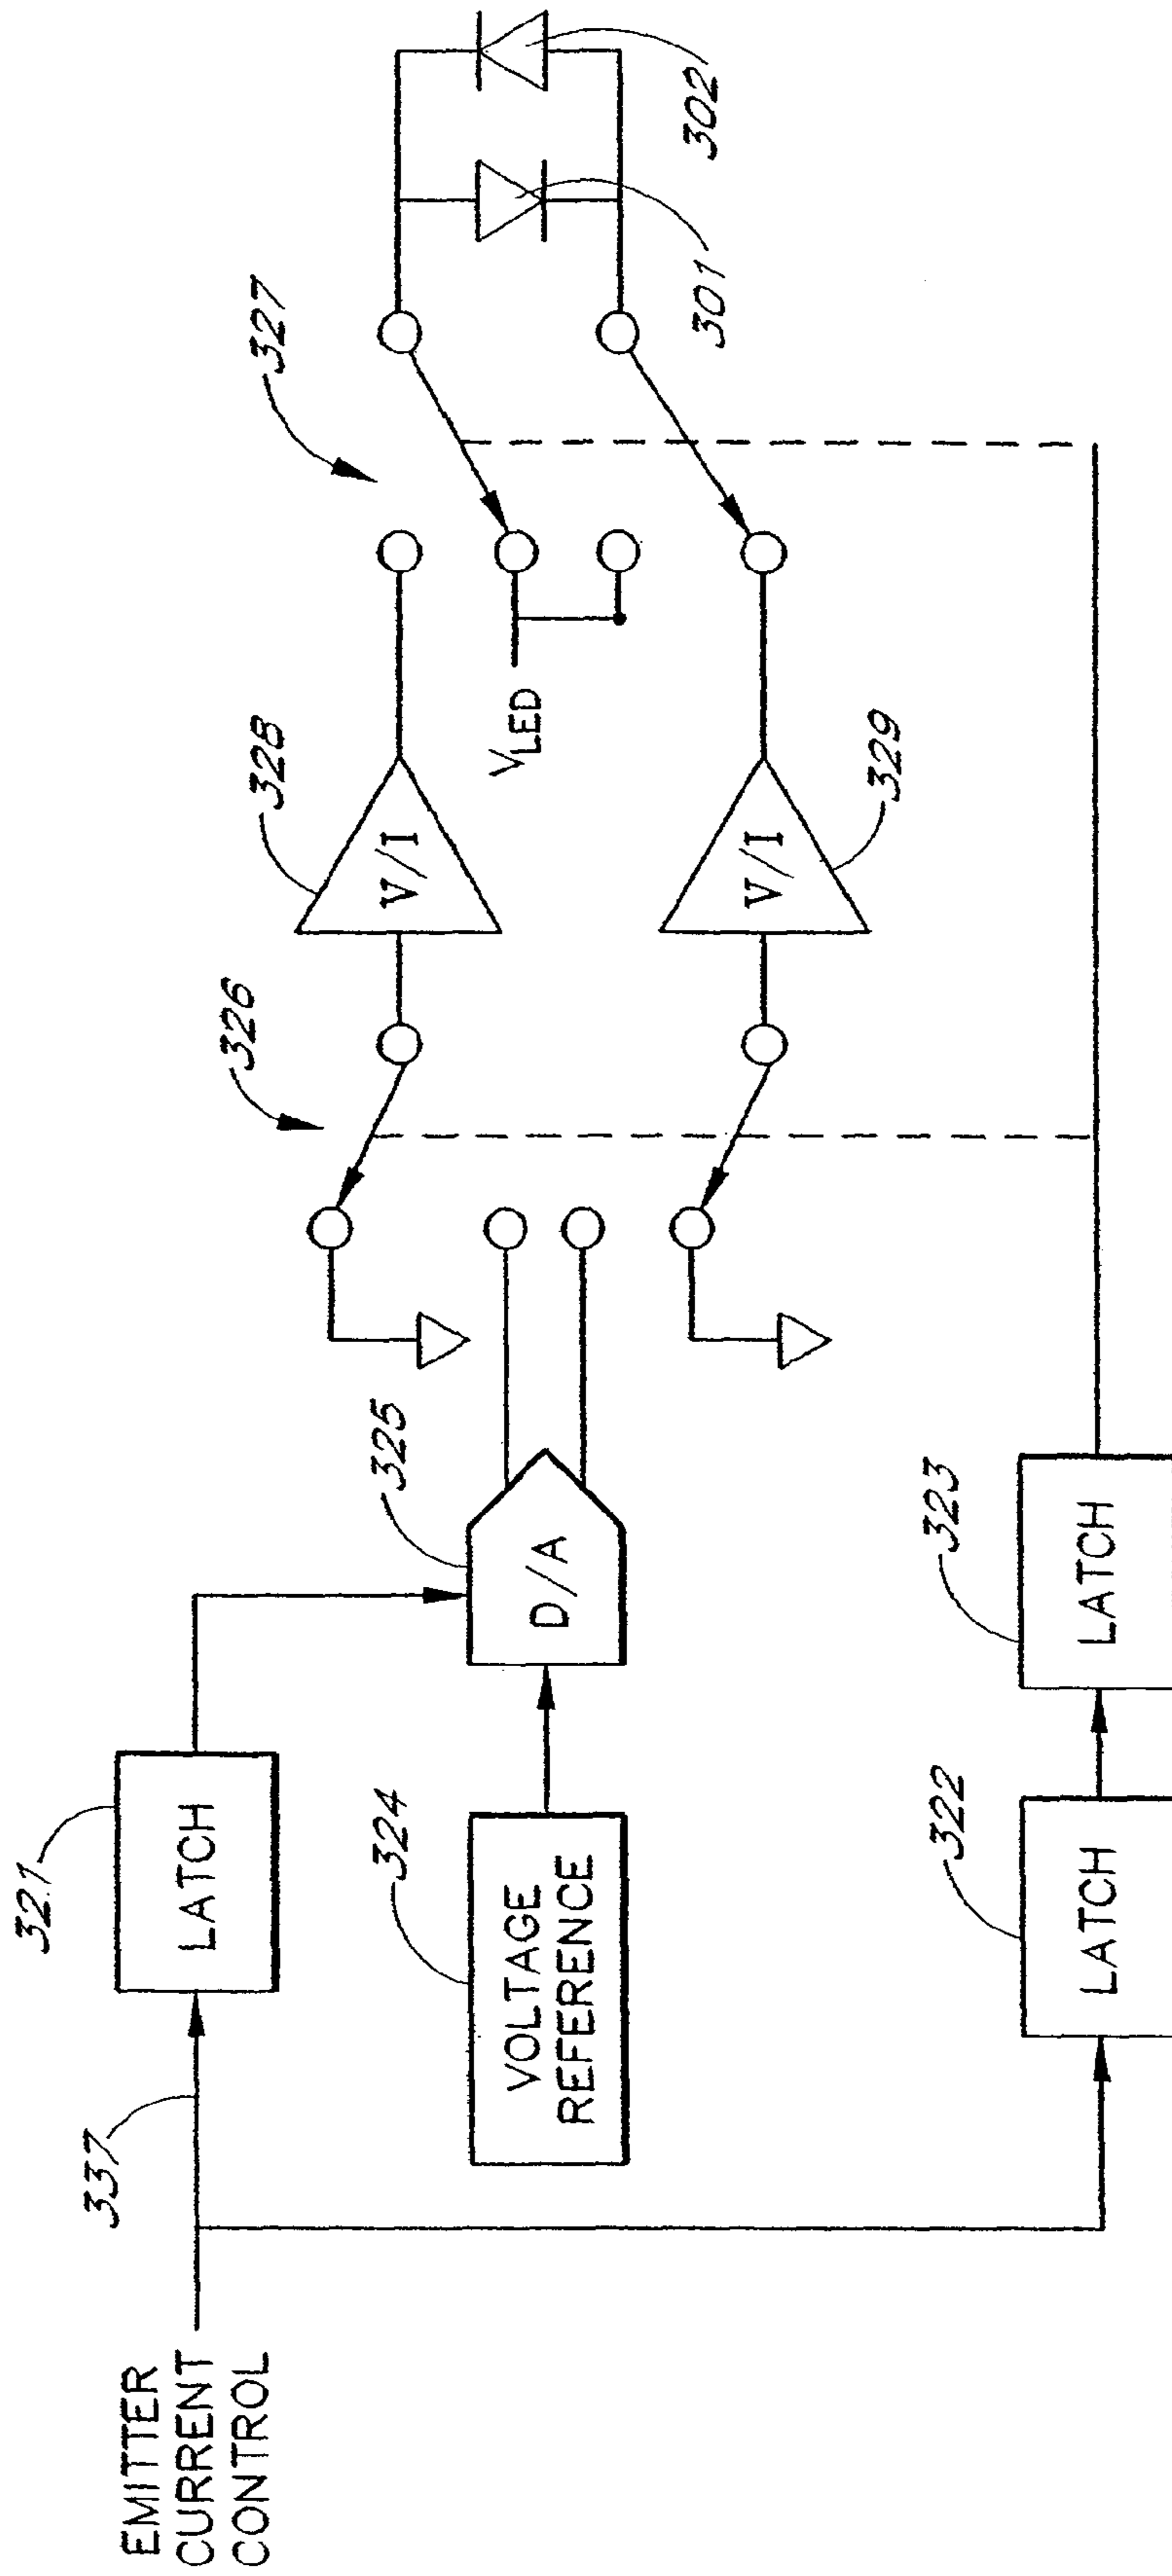 EMITTER
CURRENT
CONTROL
337
321
LATCH
324
VOLTAGE
REFERENCE
325
D/A
326
328
V/I
327
VLED
V/I
329
301
302
322
LATCH
323
LATCH